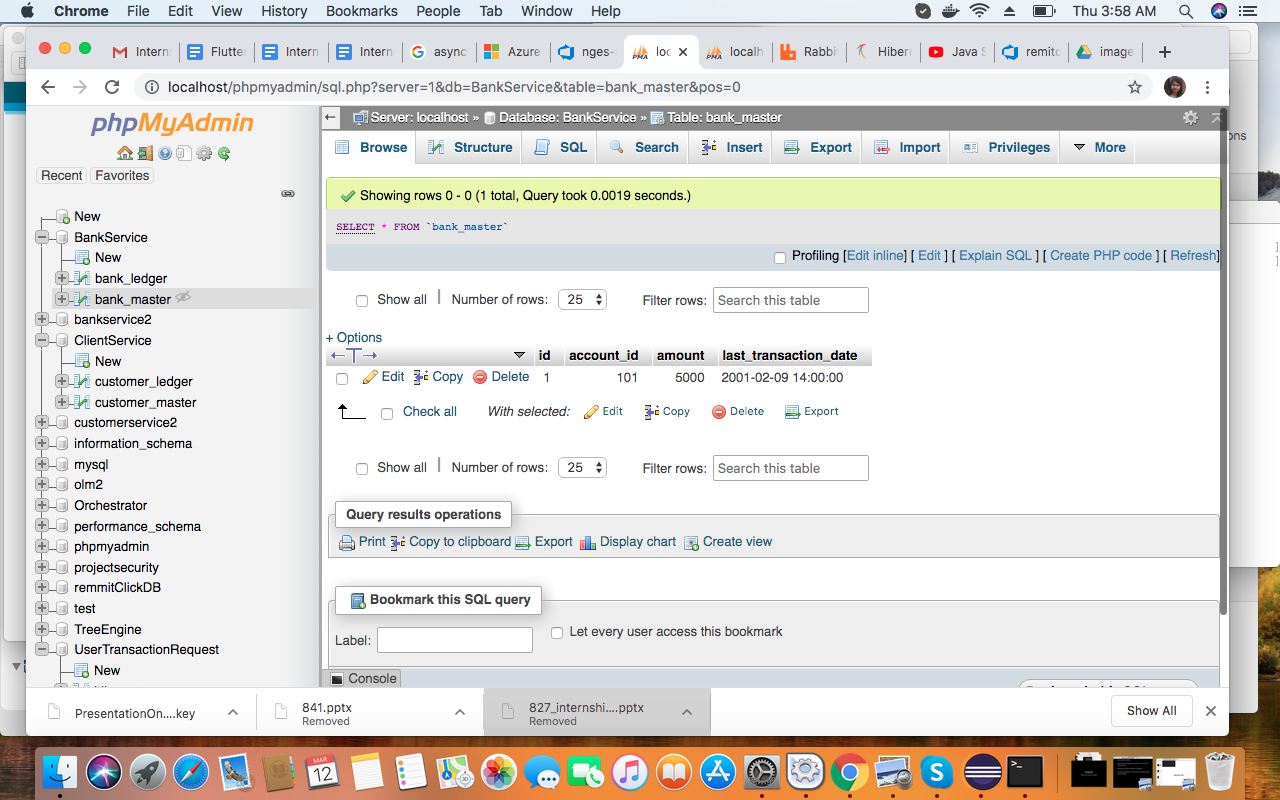 Chrome File Edit View History Bookmarks People Tab Window Help Thu 3:58 AM
Intern Flutte Intern Intern async Azure nges- loc localh Rabbi Hibern Java S remito image
localhost/phpmyadmin/sql.php?server=1&db=BankService&table=bank_master&pos=0
phpMyAdmin
Recent Favorites
New
BankService
New
bank_ledger
bank_master
bankservice2
ClientService
New
customer_ledger
customer_master
customerservice2
information_schema
mysql
olm2
Orchestrator
performance_schema
phpmyadmin
projectsecurity
remmitClickDB
test
TreeEngine
UserTransactionRequest
New
Server: localhost » Database: BankService » Table: bank_master
Browse Structure SQL Search Insert Export Import Privileges More
Showing rows 0 - 0 (1 total, Query took 0.0019 seconds.)
SELECT * FROM `bank_master`
Profiling [Edit inline] [ Edit ] [ Explain SQL ] [ Create PHP code ] [ Refresh]
Show all Number of rows: 25 Filter rows: Search this table
+ Options
←T→ id account_id amount last_transaction_date
Edit Copy Delete 1 101 5000 2001-02-09 14:00:00
Check all With selected: Edit Copy Delete Export
Show all Number of rows: 25 Filter rows: Search this table
Query results operations
Print Copy to clipboard Export Display chart Create view
Bookmark this SQL query
Label: Let every user access this bookmark
Console
PresentationOn....key
841.pptx
Removed
827_internshi....pptx
Removed
Show All
MAR
12